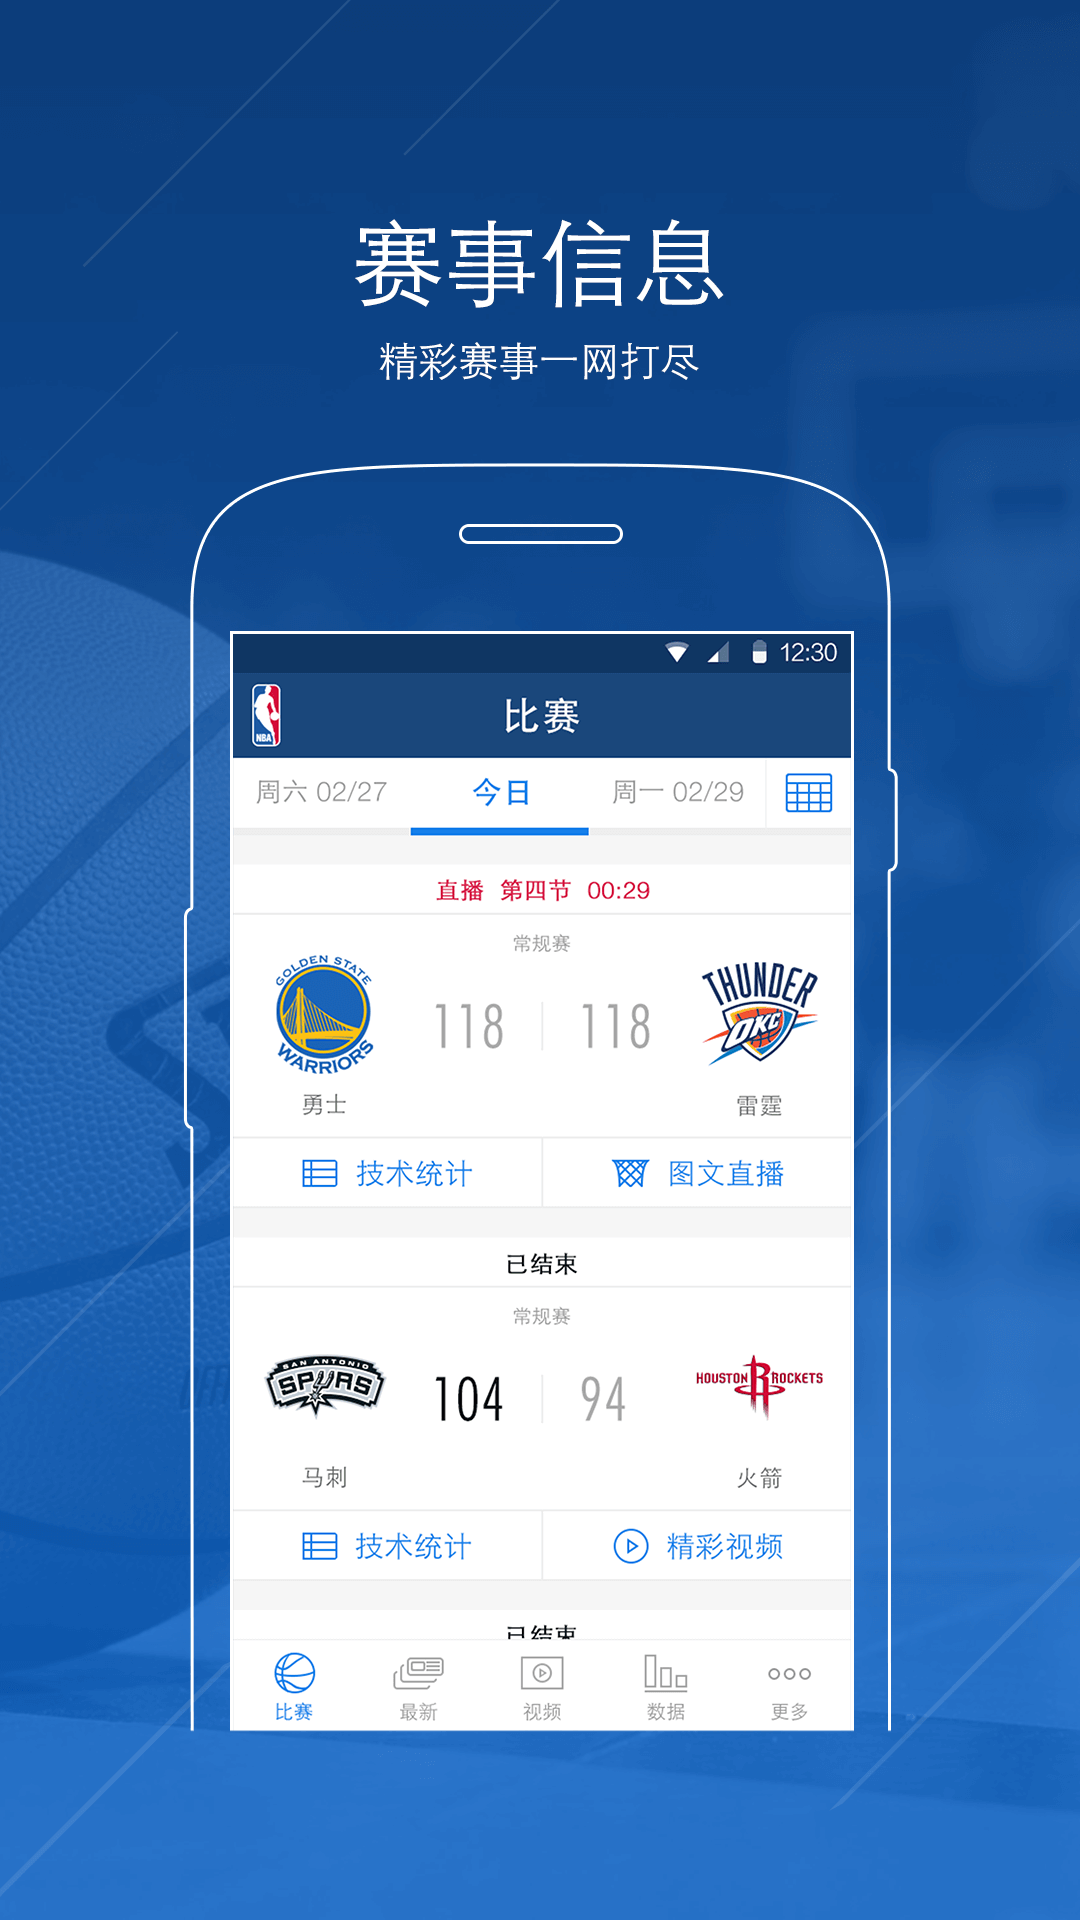 赛事信息
精彩赛事一网打尽
12:30
NBA
比赛
周六 02/27 今日 周一 02/29
直播 第四节 00:29
常规赛
GOLDEN STATE WARRIORS
118 118
THUNDER OKC
勇士 雷霆
技术统计 图文直播
已结束
常规赛
SAN ANTONIO SPURS
104 94
HOUSTON ROCKETS
马刺 火箭
技术统计 精彩视频
已结束
比赛 最新 视频 数据 更多